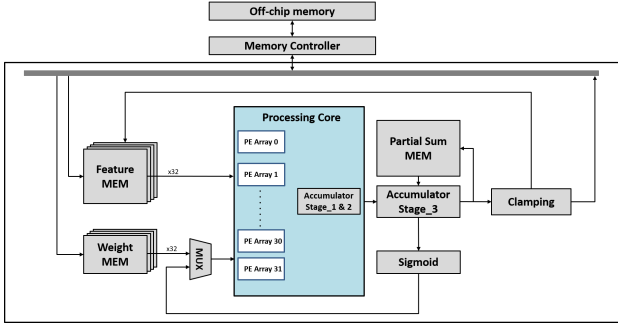 Off-chip memory
Memory Controller
Processing Core
PE Array 0
Partial Sum
MEM
Feature
MEM
x32
PE Array 1
Accumulator
Stage_1 & 2
Accumulator
Stage_3
Clamping
Weight
MEM
x32
MUX
PE Array 30
PE Array 31
Sigmoid